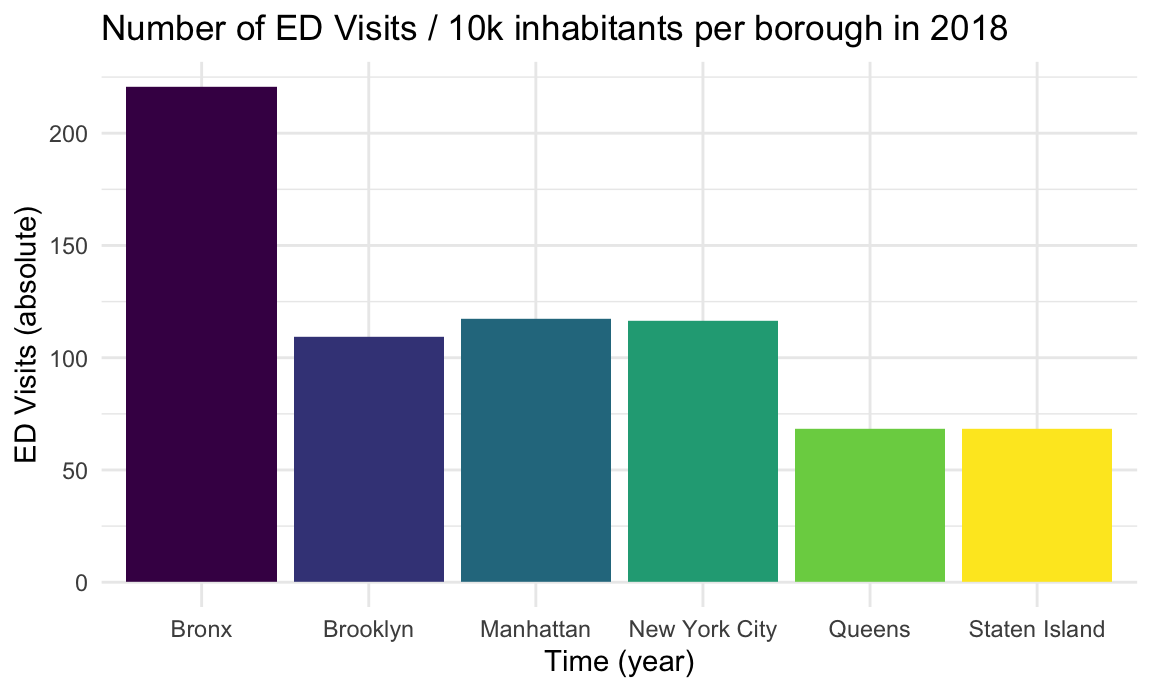 Number of ED Visits / 10k inhabitants per borough in 2018
ED Visits (absolute)
200
150
100
50
0
Bronx Brooklyn Manhattan New York City Queens Staten Island
Time (year)